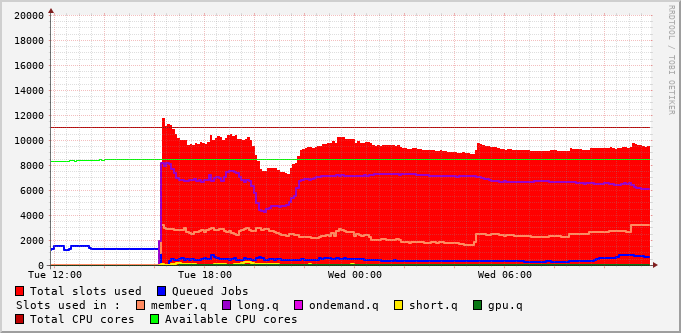 20000
18000
16000
14000
12000
10000
8000
6000
4000
2000
0
Tue 12:00 Tue 18:00 Wed 00:00 Wed 06:00
RRDTOOL / TOBI OETIKER
Total slots used Queued Jobs
Slots used in : member.q long.q ondemand.q short.q gpu.q
Total CPU cores Available CPU cores